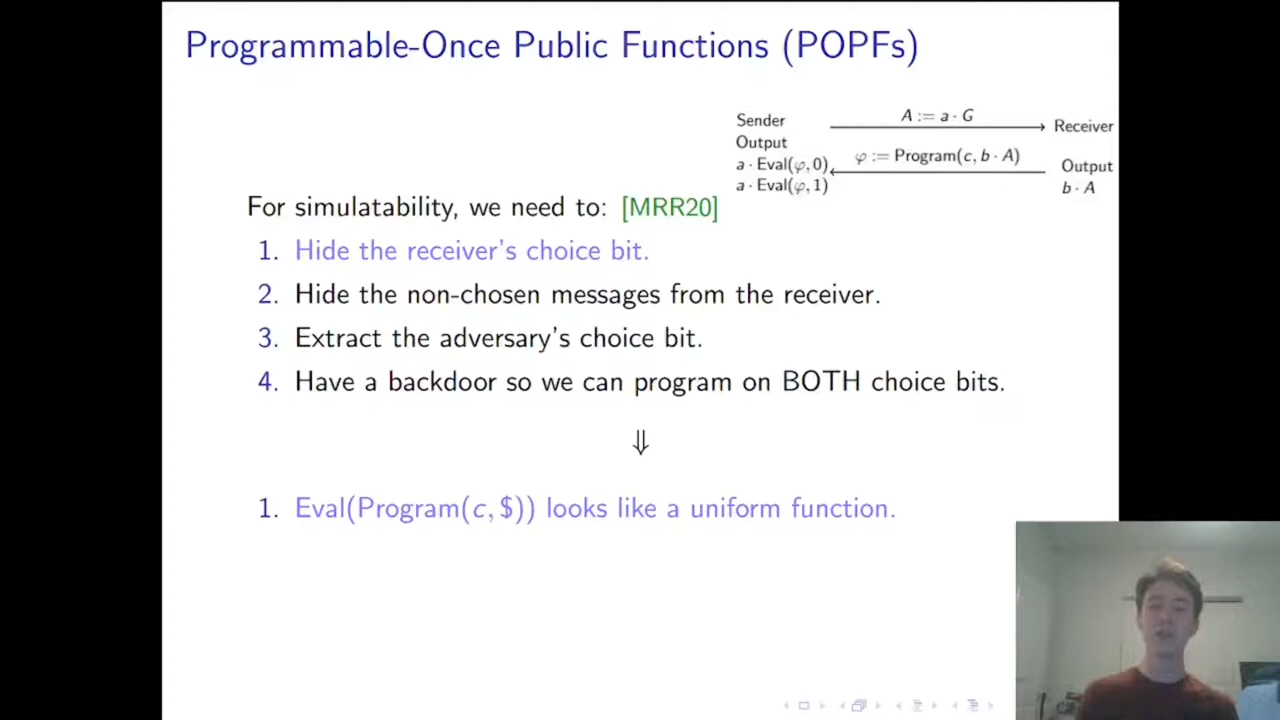 Programmable-Once Public Functions (POPFs)
Sender
Output
a · Eval(φ, 0)
a · Eval(φ, 1)
A := a · G
φ := Program(c, b · A)
Receiver
Output
b · A
For simulatability, we need to: [MRR20]
1. Hide the receiver's choice bit.
2. Hide the non-chosen messages from the receiver.
3. Extract the adversary's choice bit.
4. Have a backdoor so we can program on BOTH choice bits.
⇓
1. Eval(Program(c, $)) looks like a uniform function.